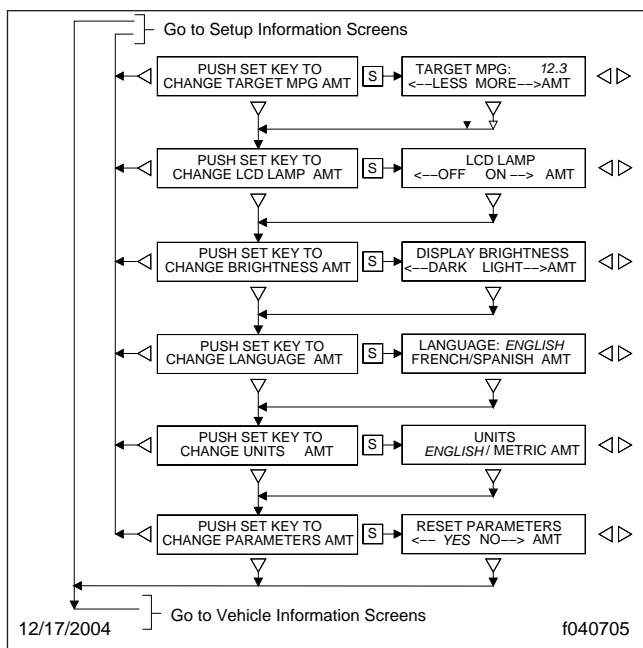 Go to Setup Information Screens
PUSH SET KEY TO
CHANGE TARGET MPG AMT
S
TARGET MPG: 12.3
<––LESS MORE––>AMT
PUSH SET KEY TO
CHANGE LCD LAMP AMT
S
LCD LAMP
<––OFF ON ––> AMT
PUSH SET KEY TO
CHANGE BRIGHTNESS AMT
S
DISPLAY BRIGHTNESS
<––DARK LIGHT––>AMT
PUSH SET KEY TO
CHANGE LANGUAGE AMT
S
LANGUAGE: ENGLISH
FRENCH/SPANISH AMT
PUSH SET KEY TO
CHANGE UNITS AMT
S
UNITS
ENGLISH / METRIC AMT
PUSH SET KEY TO
CHANGE PARAMETERS AMT
S
RESET PARAMETERS
<–– YES NO––> AMT
Go to Vehicle Information Screens
12/17/2004
f040705